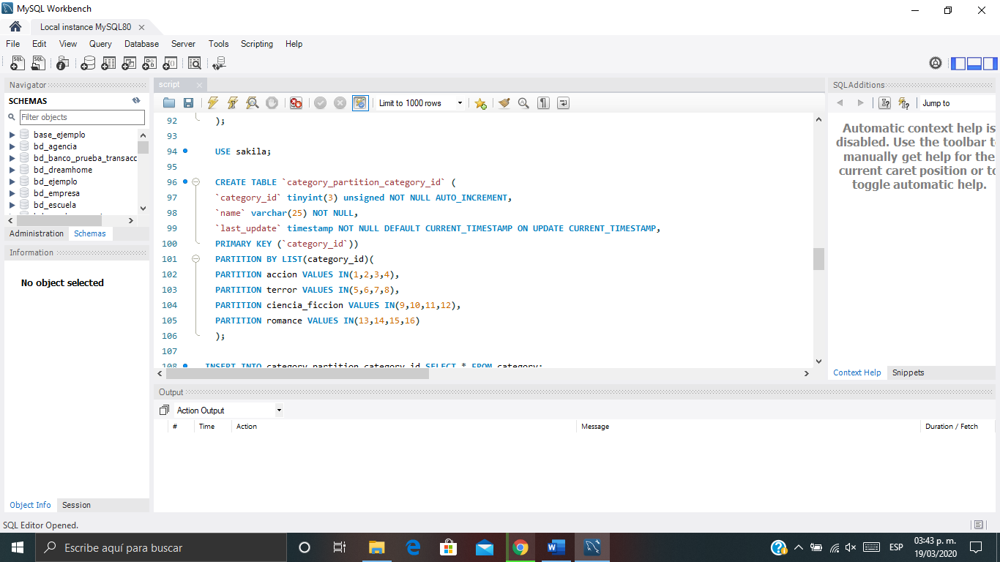 MySQL Workbench
Local instance MySQL80
File Edit View Query Database Server Tools Scripting Help
Navigator
SCHEMAS
Filter objects
base_ejemplo
bd_agencia
bd_banco_prueba_transacc
bd_dreamhome
bd_ejemplo
bd_empresa
bd_escuela
Administration Schemas
Information
No object selected
Object Info Session
script
Limit to 1000 rows
92 );
93
94 USE sakila;
95
96 CREATE TABLE `category_partition_category_id` (
97 `category_id` tinyint(3) unsigned NOT NULL AUTO_INCREMENT,
98 `name` varchar(25) NOT NULL,
99 `last_update` timestamp NOT NULL DEFAULT CURRENT_TIMESTAMP ON UPDATE CURRENT_TIMESTAMP,
100 PRIMARY KEY (`category_id`))
101 PARTITION BY LIST(category_id)(
102 PARTITION accion VALUES IN(1,2,3,4),
103 PARTITION terror VALUES IN(5,6,7,8),
104 PARTITION ciencia_ficcion VALUES IN(9,10,11,12),
105 PARTITION romance VALUES IN(13,14,15,16)
106 );
107
108 INSERT INTO category_partition_category_id SELECT * FROM category;
SQL Additions
Jump to
Automatic context help is
disabled. Use the toolbar t
manually get help for the
current caret position or to
toggle automatic help.
Context Help Snippets
Output
Action Output
# Time Action Message Duration / Fetch
SQL Editor Opened.
Escribe aquí para buscar
ESP
03:43 p. m.
19/03/2020